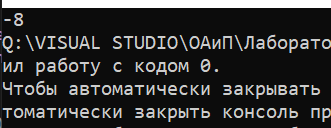 -8
Q:\VISUAL STUDIO\ОАиП\Лаборато
ил работу с кодом 0.
Чтобы автоматически закрывать
томатически закрыть консоль пр